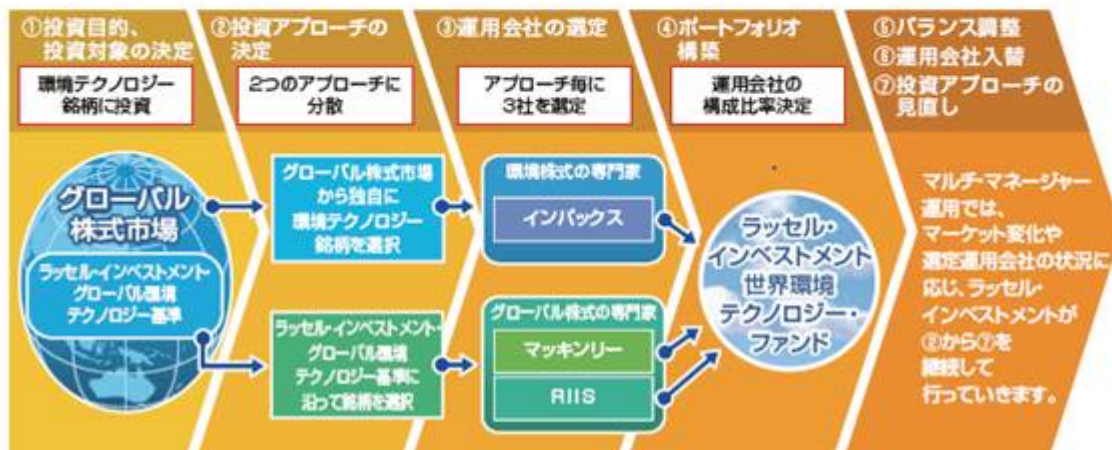 ①投資目的、
投資対象の決定
環境テクノロジー
銘柄に投資
②投資アプローチの
決定
2つのアプローチに
分散
③運用会社の選定
アプローチ毎に
3社を選定
④ポートフォリオ
構築
運用会社の
構成比率決定
⑤バランス調整
⑥運用会社入替
⑦投資アプローチの
見直し
グローバル
株式市場
ラッセル・インベストメント・
グローバル環境
テクノロジー基準
グローバル株式市場
から独自に
環境テクノロジー
銘柄を選択
ラッセル・インベストメント・
グローバル環境
テクノロジー基準に
沿って銘柄を選択
環境株式の専門家
インパックス
グローバル株式の専門家
マッキンリー
RIIS
ラッセル・
インベストメント
世界環境
テクノロジー・
ファンド
マルチ・マネージャー
運用では、
マーケット変化や
選定運用会社の状況に
応じ、ラッセル・
インベストメントが
②から⑦を
継続して
行っていきます。